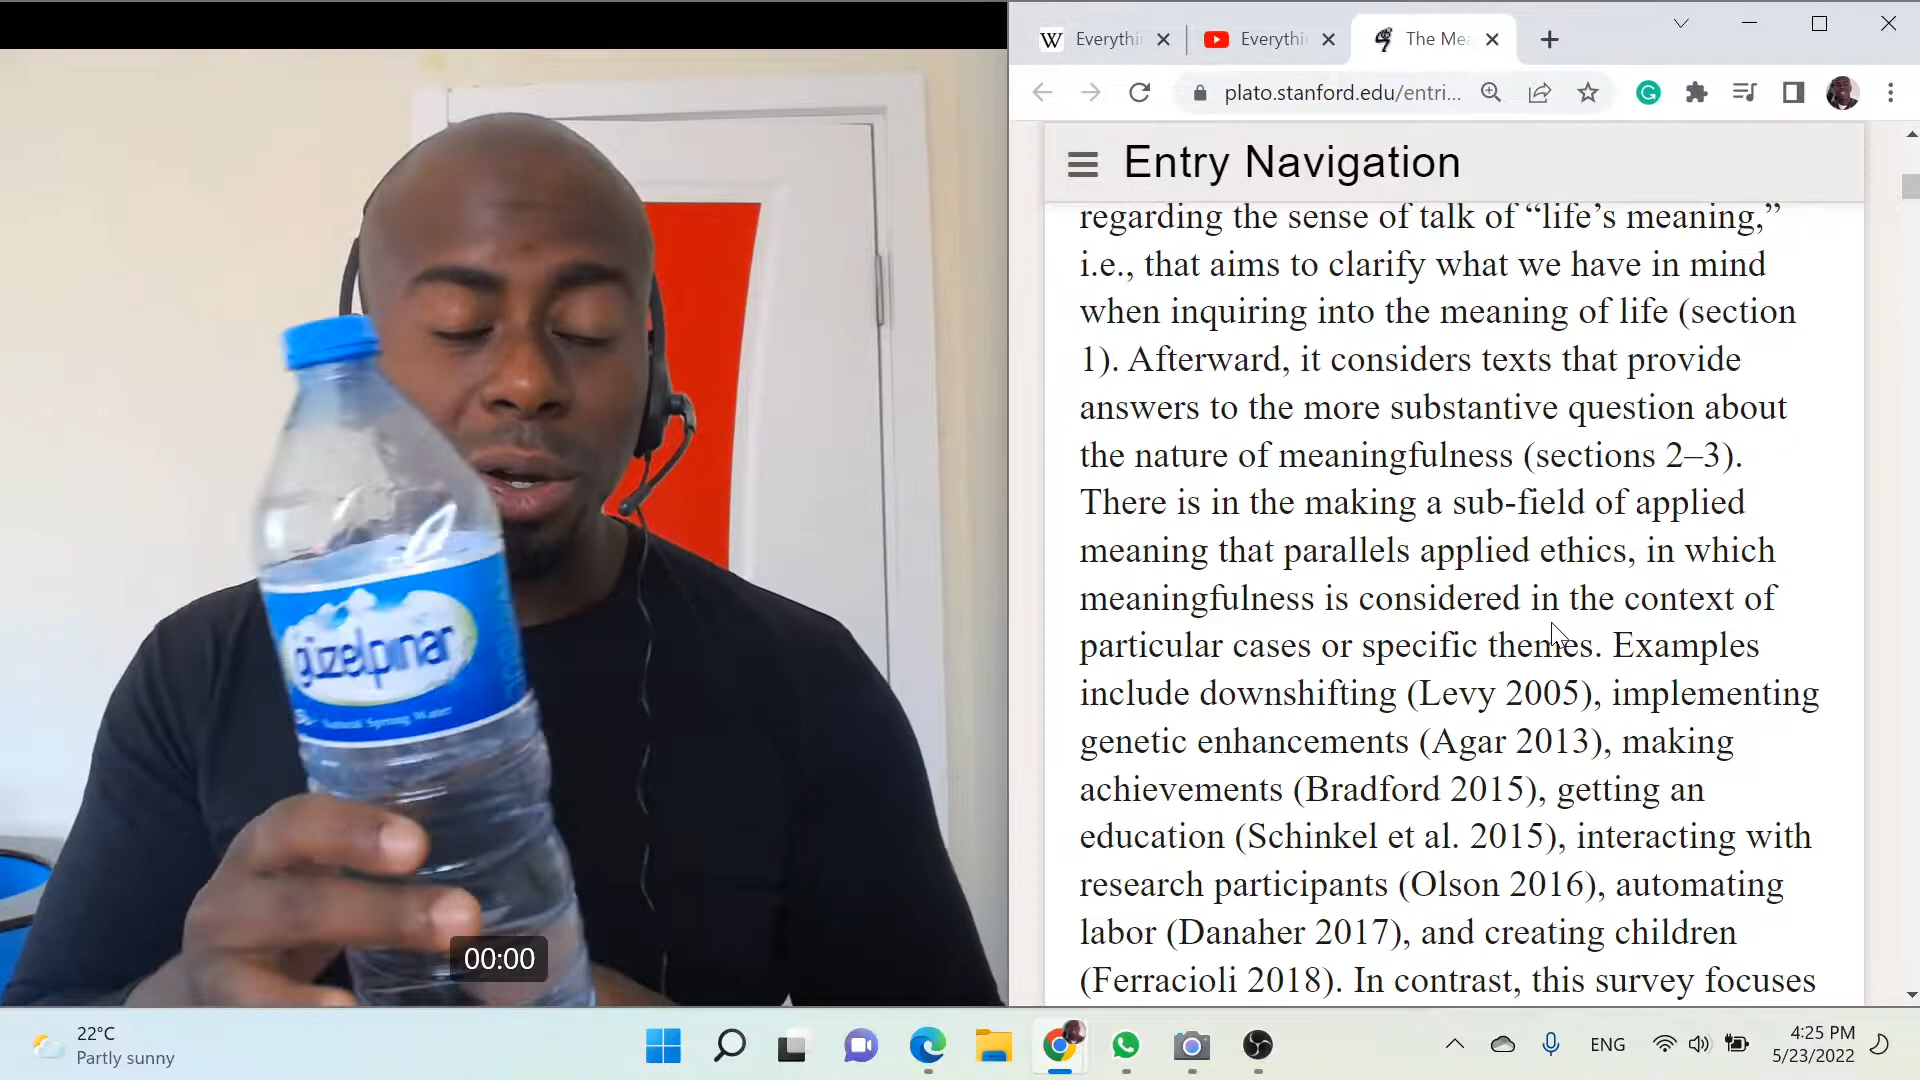 güzelpınar
Natural Spring Water
00:00
Everythi
Everythi
The Mea
plato.stanford.edu/entri...
Entry Navigation
regarding the sense of talk of “life’s meaning,”
i.e., that aims to clarify what we have in mind
when inquiring into the meaning of life (section
1). Afterward, it considers texts that provide
answers to the more substantive question about
the nature of meaningfulness (sections 2–3).
There is in the making a sub-field of applied
meaning that parallels applied ethics, in which
meaningfulness is considered in the context of
particular cases or specific themes. Examples
include downshifting (Levy 2005), implementing
genetic enhancements (Agar 2013), making
achievements (Bradford 2015), getting an
education (Schinkel et al. 2015), interacting with
research participants (Olson 2016), automating
labor (Danaher 2017), and creating children
(Ferracioli 2018). In contrast, this survey focuses
22°C
Partly sunny
ENG
4:25 PM
5/23/2022